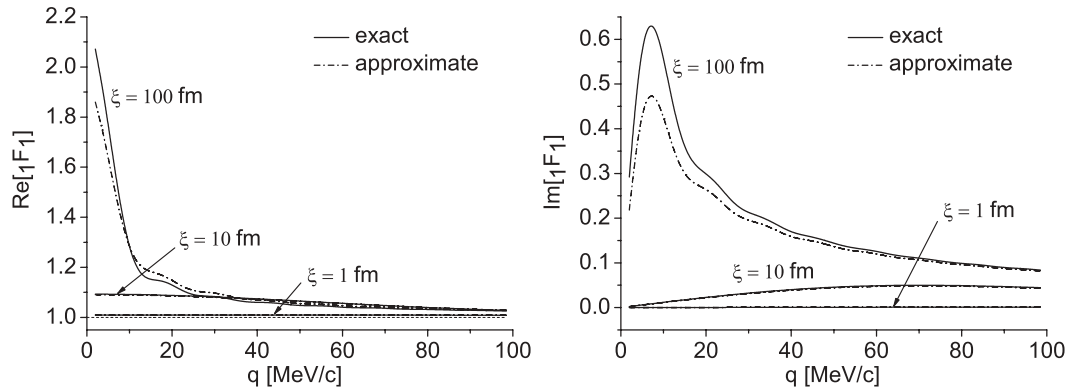 2.2
2.0
1.8
1.6
1.4
1.2
1.0
0
20
40
60
80
100
Re[₁F₁]
q [MeV/c]
exact
approximate
ξ = 100 fm
ξ = 10 fm
ξ = 1 fm
0.6
0.5
0.4
0.3
0.2
0.1
0.0
0
20
40
60
80
100
Im[₁F₁]
q [MeV/c]
exact
approximate
ξ = 100 fm
ξ = 1 fm
ξ = 10 fm